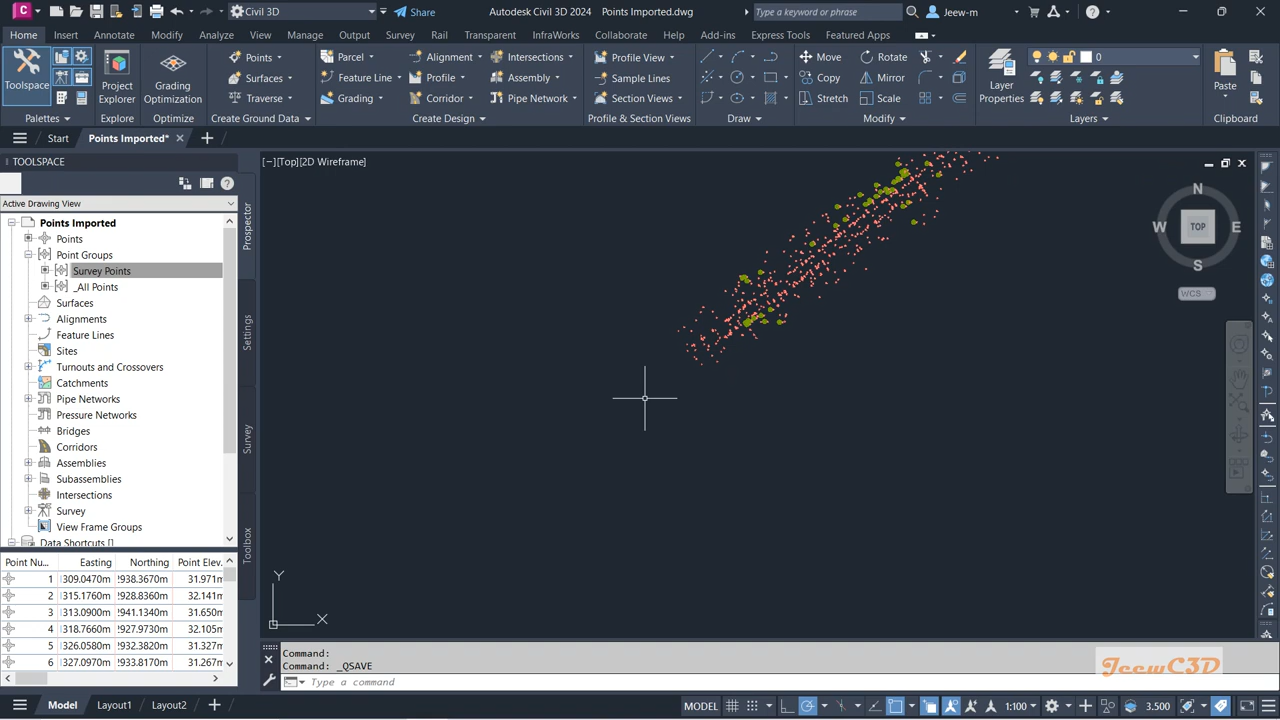 Civil 3D
Share
Autodesk Civil 3D 2024
Points Imported.dwg
Type a keyword or phrase
Jeew-m
Home
Insert
Annotate
Modify
Analyze
View
Manage
Output
Survey
Rail
Transparent
InfraWorks
Collaborate
Help
Add-ins
Express Tools
Featured Apps
Toolspace
Project Explorer
Grading Optimization
Points
Surfaces
Traverse
Parcel
Feature Line
Grading
Alignment
Profile
Corridor
Intersections
Assembly
Pipe Network
Profile View
Sample Lines
Section Views
Move
Copy
Stretch
Rotate
Mirror
Scale
Layer Properties
0
Paste
Palettes
Explore
Optimize
Create Ground Data
Create Design
Profile & Section Views
Draw
Modify
Layers
Clipboard
Start
Points Imported*
TOOLSPACE
[−][Top][2D Wireframe]
Active Drawing View
Points Imported
Points
Point Groups
Survey Points
_All Points
Surfaces
Alignments
Feature Lines
Sites
Turnouts and Crossovers
Catchments
Pipe Networks
Pressure Networks
Bridges
Corridors
Assemblies
Subassemblies
Intersections
Survey
View Frame Groups
Data Shortcuts []
Prospector
Settings
Survey
Toolbox
N
W
TOP
E
S
WCS
Point Nu... Easting Northing Point Elev.
1 309.0470m !938.3670m 31.971m
2 315.1760m !928.8360m 32.141m
3 313.0900m !941.1340m 31.650m
4 318.7660m !927.9730m 32.105m
5 326.0580m !932.3820m 31.327m
6 327.0970m !933.8170m 31.267m
Y
X
Command:
Command: _QSAVE
Type a command
JeewC3D
Model
Layout1
Layout2
MODEL
1:100
3.500